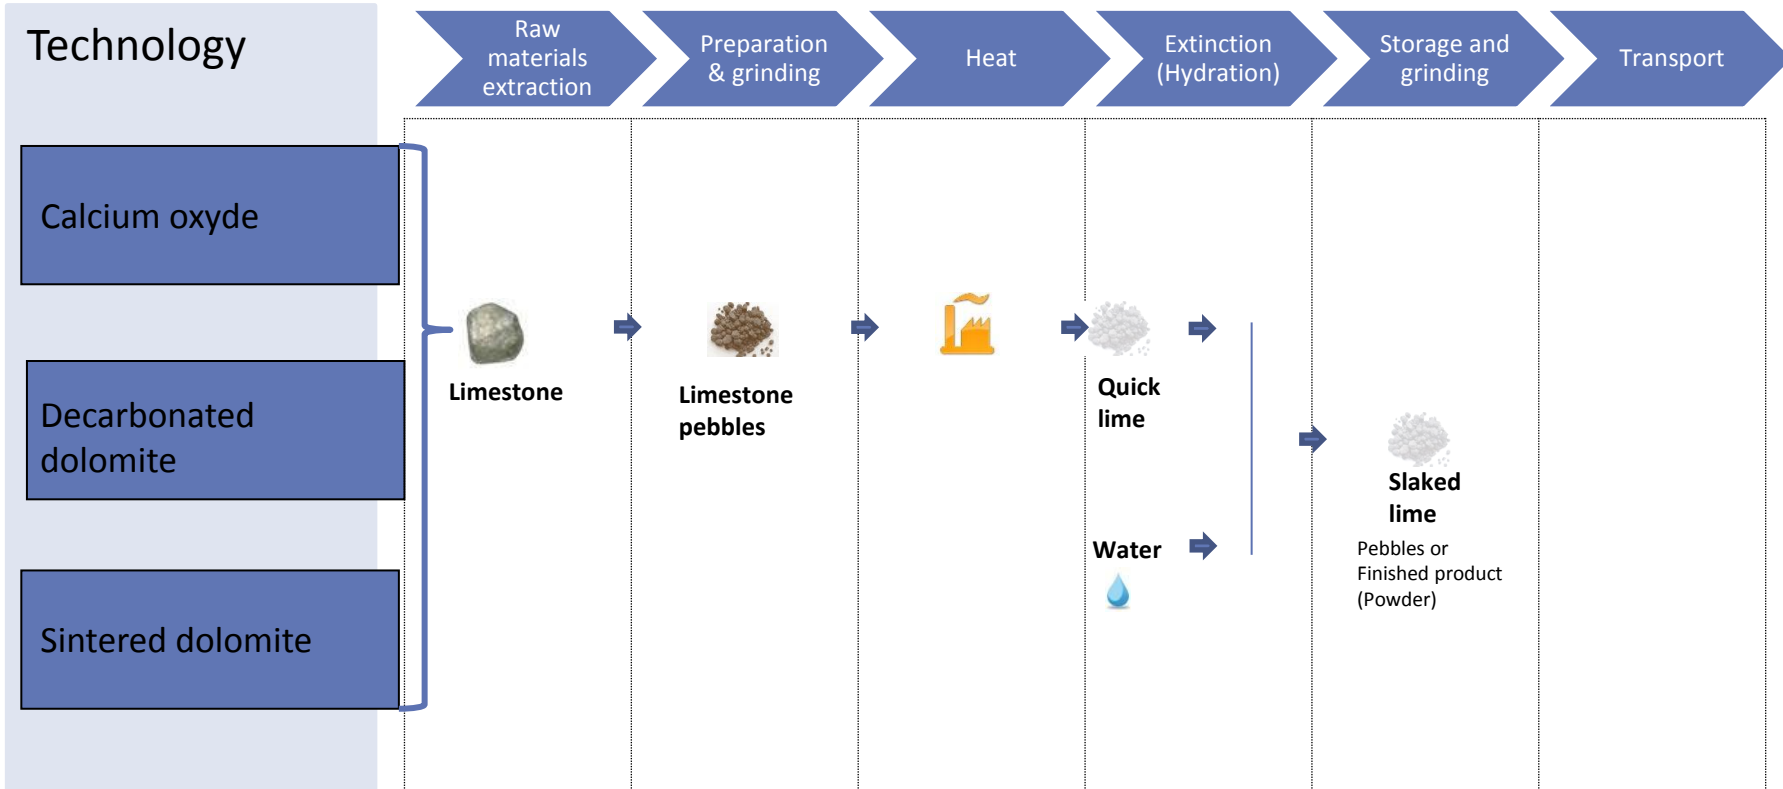 Technology
Raw
materials
extraction
Preparation
& grinding
Heat
Extinction
(Hydration)
Storage and
grinding
Transport
Calcium oxyde
Decarbonated
dolomite
Sintered dolomite
Limestone
Limestone
pebbles
Quick
lime
Water
Slaked
lime
Pebbles or
Finished product
(Powder)